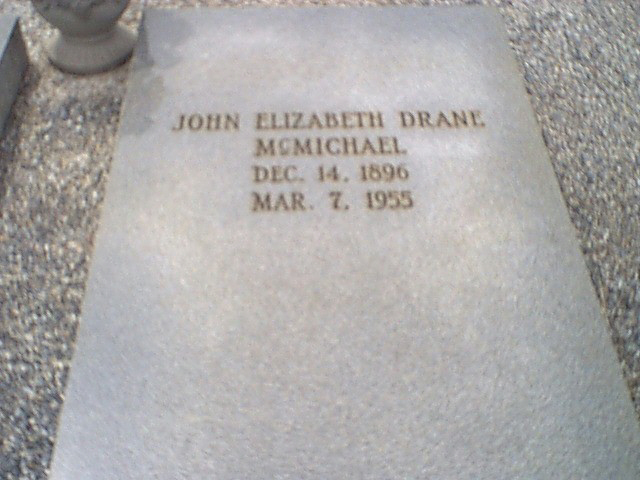 JOHN ELIZABETH DRANE
McMICHAEL
DEC. 14. 1896
MAR. 7. 1955